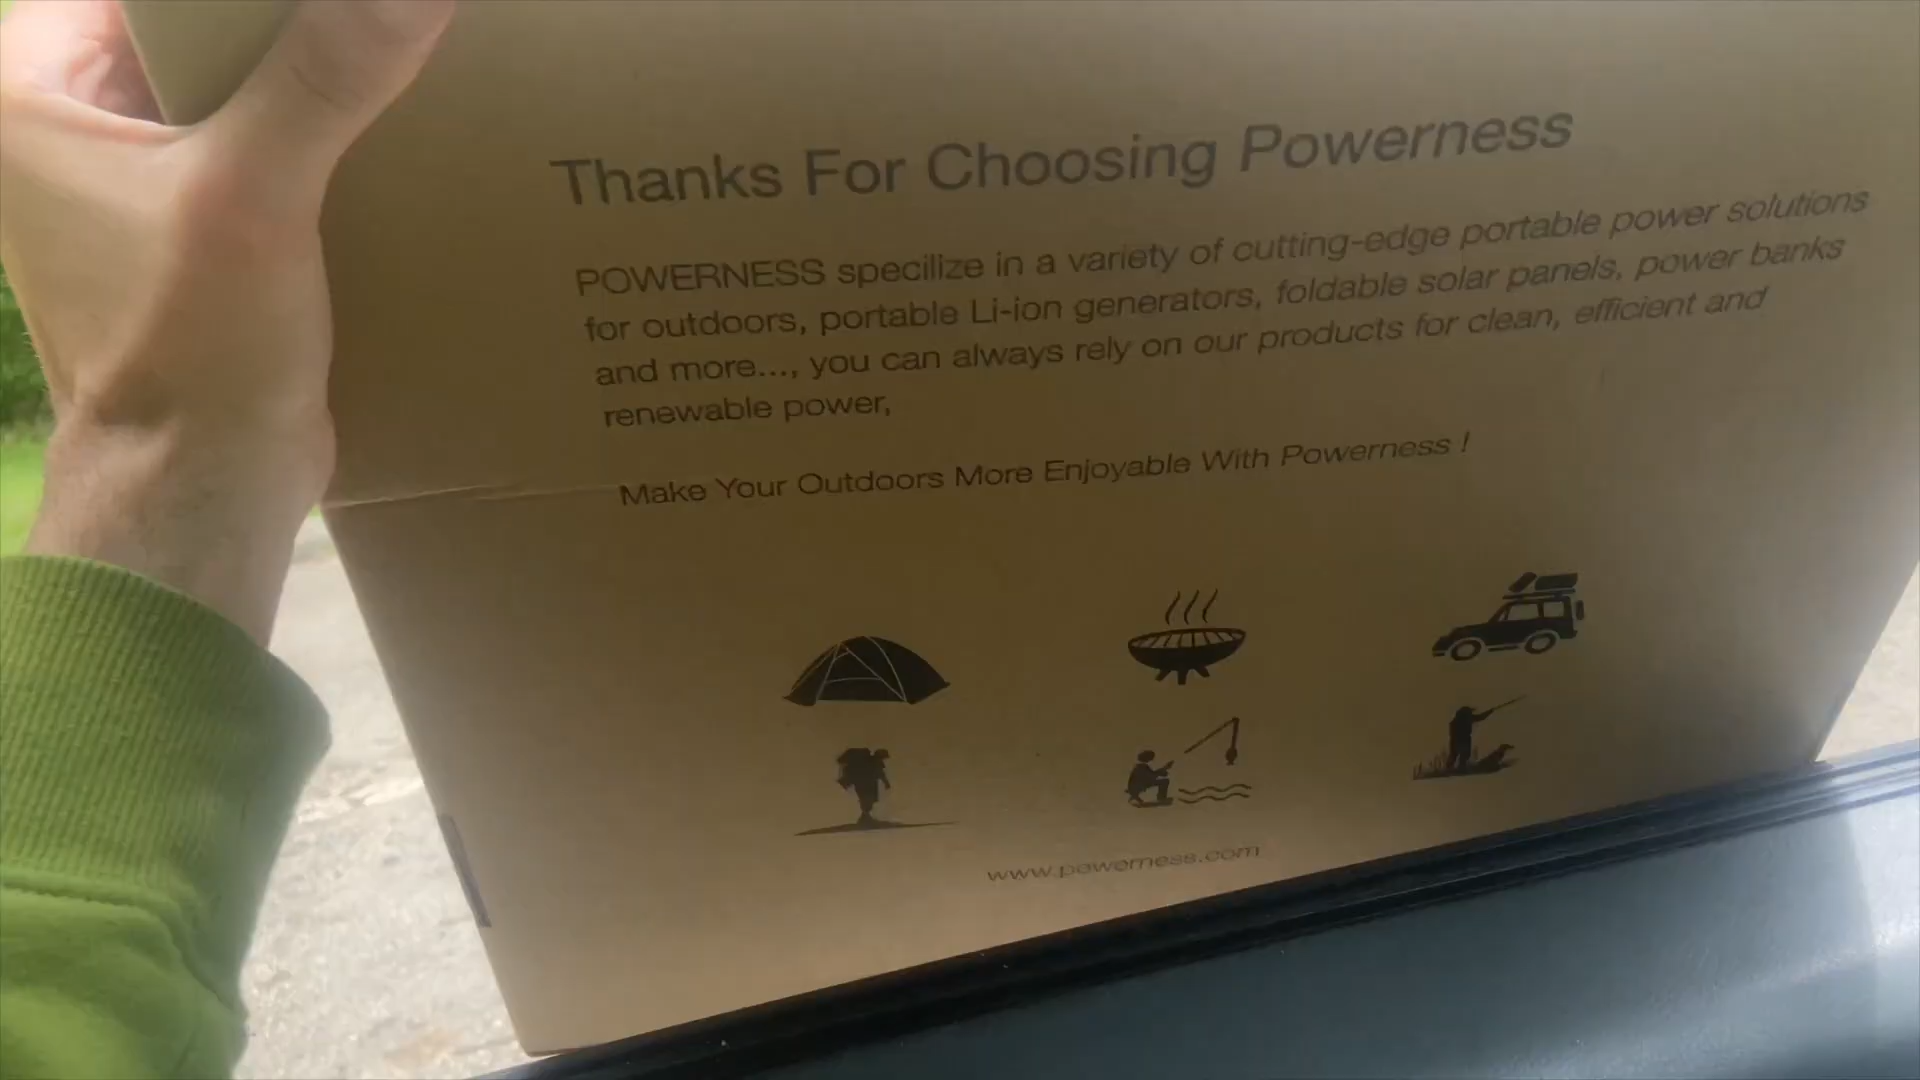 Thanks For Choosing Powerness
POWERNESS specilize in a variety of cutting-edge portable power solutions
for outdoors, portable Li-ion generators, foldable solar panels, power banks
and more..., you can always rely on our products for clean, efficient and
renewable power,
Make Your Outdoors More Enjoyable With Powerness !
www.powerness.com